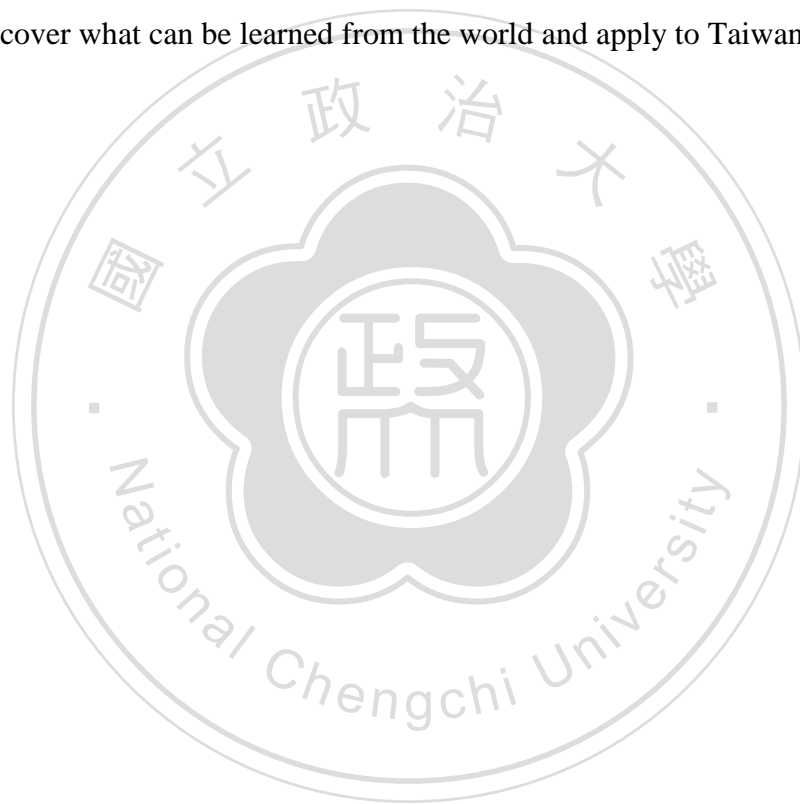 cover what can be learned from the world and apply to Taiwan
國立政治大學
政
National Chengchi University